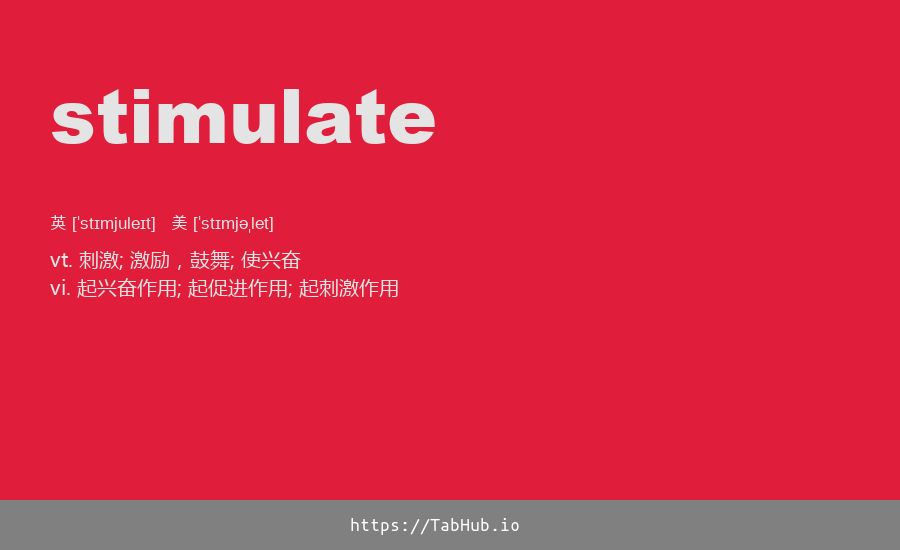 stimulate
英 [ˈstɪmjuleɪt] 美 [ˈstɪmjəˌlet]
vt. 刺激; 激励，鼓舞; 使兴奋
vi. 起兴奋作用; 起促进作用; 起刺激作用
https://TabHub.io